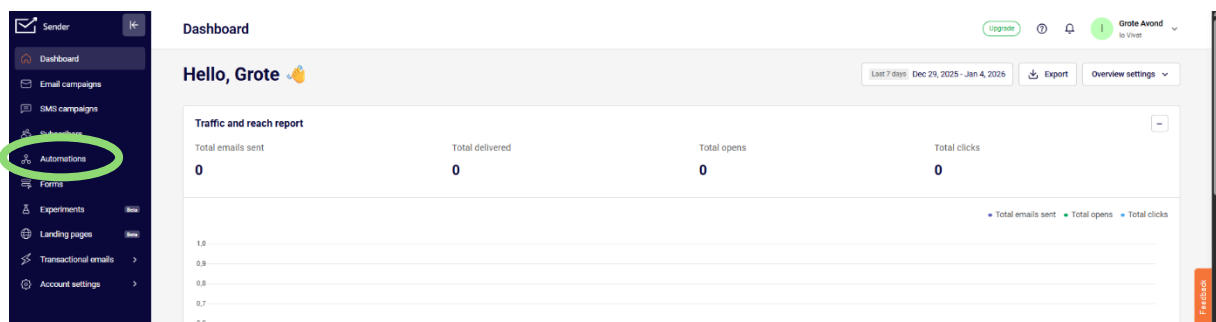 Sender
Dashboard
Email campaigns
SMS campaigns
Subscribers
Automations
Forms
Experiments Beta
Landing pages Beta
Transactional emails
Account settings
Dashboard
Upgrade
I
Grote Avond
Io Vivat
Hello, Grote 👋
Last 7 days Dec 29, 2025 - Jan 4, 2026
Export
Overview settings
Traffic and reach report
Total emails sent
0
Total delivered
0
Total opens
0
Total clicks
0
Total emails sent Total opens Total clicks
1,0
0,9
0,8
0,7
Feedback